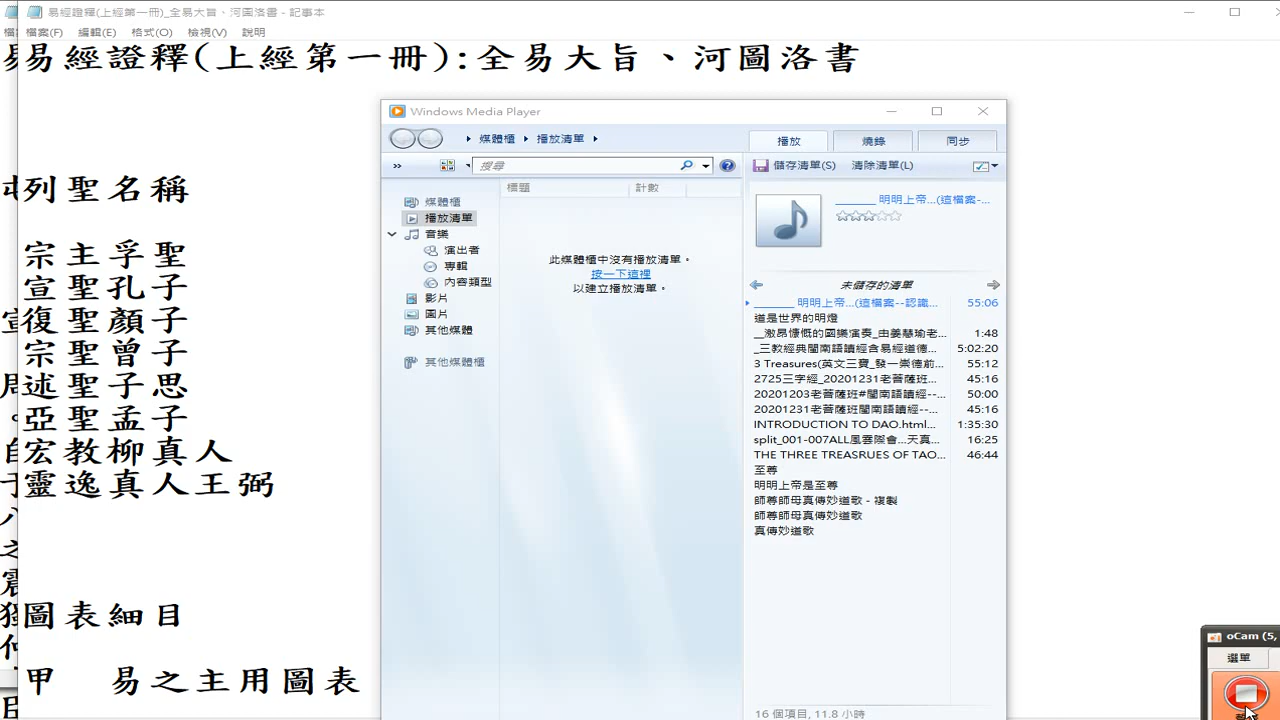 易經證釋(上經第一冊)_全易大旨、河圖洛書 - 記事本
檔案(F) 編輯(E) 格式(O) 檢視(V) 說明
易經證釋(上經第一冊):全易大旨、河圖洛書
列聖名稱
宗主孚聖
宣聖孔子
復聖顏子
宗聖曾子
述聖子思
亞聖孟子
宏教柳真人
靈逸真人王弼
圖表細目
甲 易之主用圖表
Windows Media Player
媒體櫃 播放清單
播放 燒錄 同步
» 搜尋
儲存清單(S) 清除清單(L)
標題 計數
媒體櫃
播放清單
音樂
演出者
專輯
內容類型
影片
圖片
其他媒體
其他媒體櫃
此媒體櫃中沒有播放清單。
按一下這裡
以建立播放清單。
______ 明明上帝...(這檔案-...
未儲存的清單
______ 明明上帝...(這檔案--認識... 55:06
道是世界的明燈
__激昂慷慨的國樂演奏_由姜慧瑜老... 1:48
_三教經典閩南語讀經含易經道德... 5:02:20
3 Treasures(英文三寶_發一崇德前... 55:12
2725三字經_20201231老菩薩班... 45:16
20201203老菩薩班#閩南語讀經--... 50:00
20201231老菩薩班閩南語讀經--... 45:16
INTRODUCTION TO DAO.html... 1:35:30
split_001-007ALL風雲際會...天真... 16:25
THE THREE TREASRUES OF TAO... 46:44
至尊
明明上帝是至尊
師尊師母真傳妙道歌 - 複製
師尊師母真傳妙道歌
真傳妙道歌
16 個項目, 11.8 小時
oCam (5,
選單